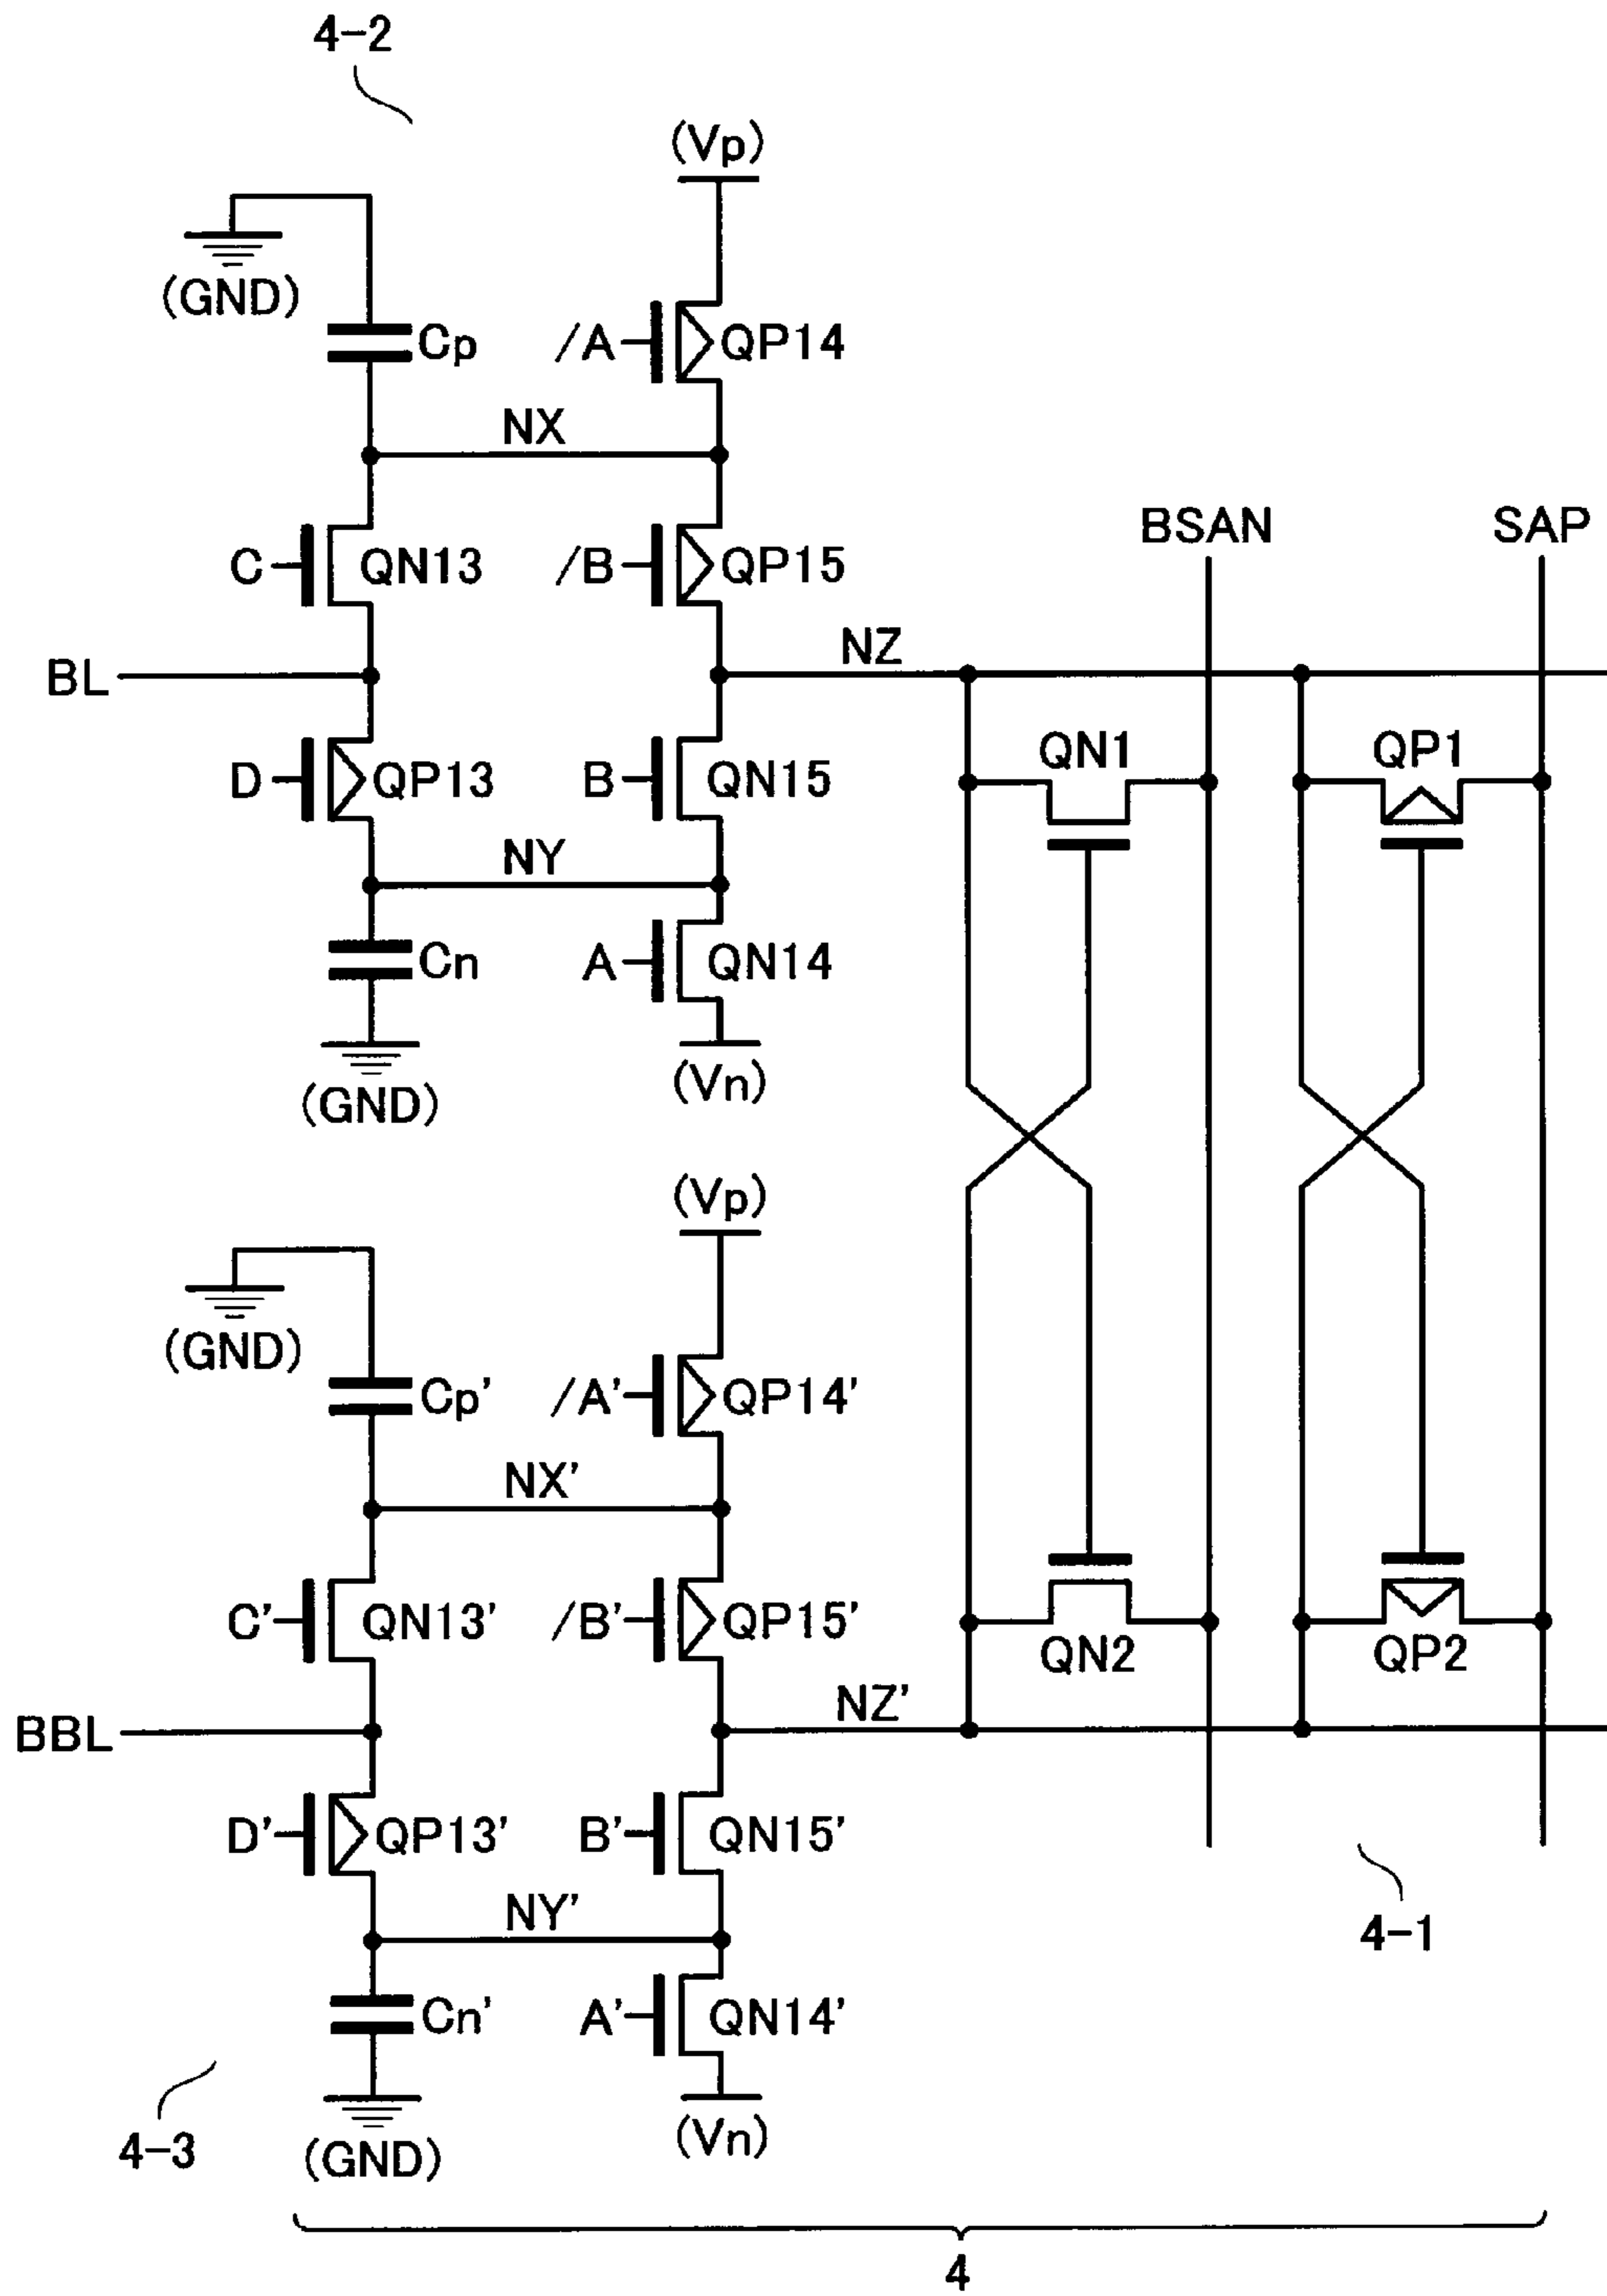 4-2
(Vp)
(GND)
Cp
/A
QP14
NX
BSAN
SAP
C
QN13
/B
QP15
BL
NZ
QN1
QP1
D
QP13
B
QN15
NY
Cn
A
QN14
(GND)
(Vn)
(Vp)
(GND)
Cp'
/A'
QP14'
NX'
C'
QN13'
/B'
QP15'
QN2
QP2
BBL
NZ'
D'
QP13'
B'
QN15'
NY'
4-1
Cn'
A'
QN14'
4-3
(GND)
(Vn)
4